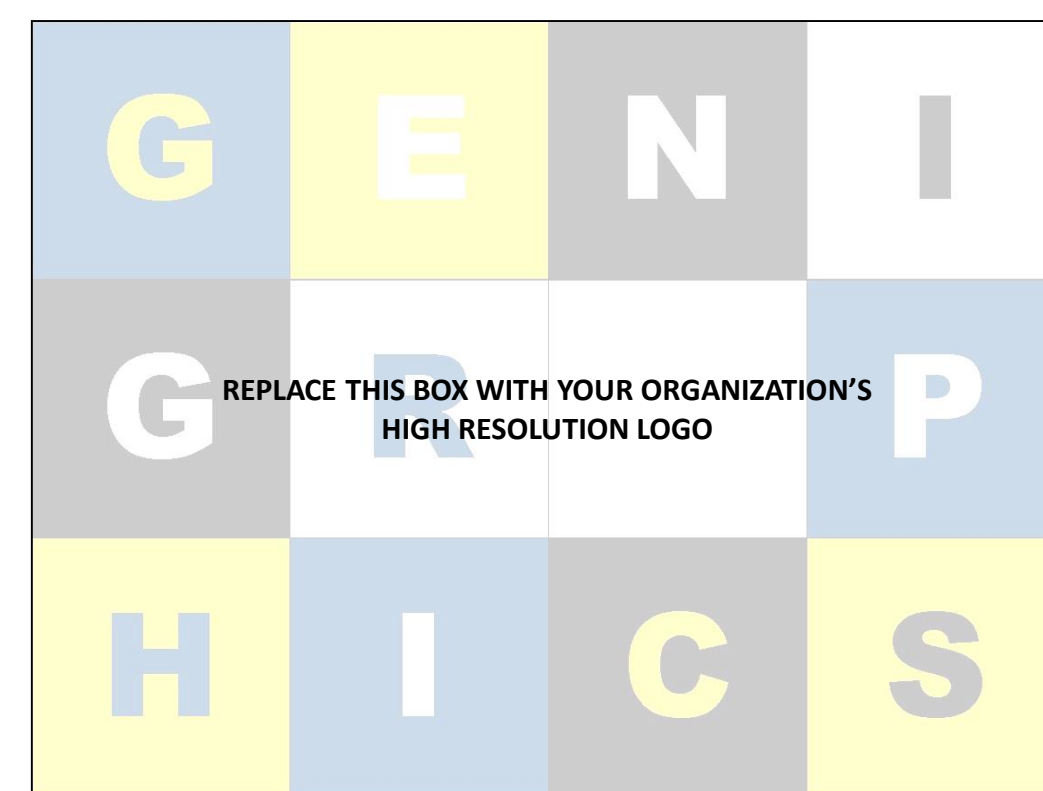 G E N I
G R P
REPLACE THIS BOX WITH YOUR ORGANIZATION'S
HIGH RESOLUTION LOGO
H I C S